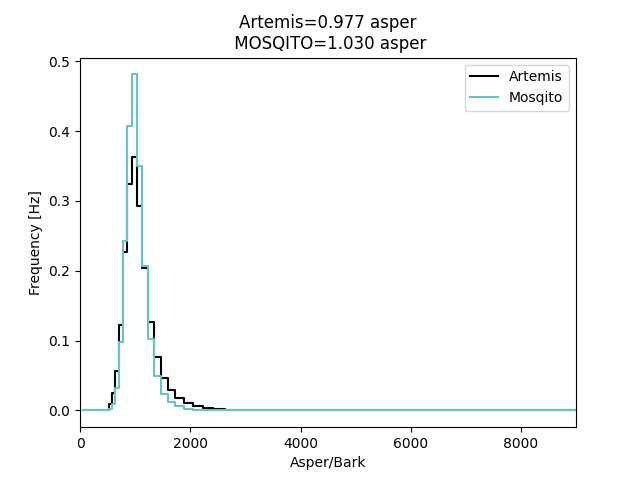 Artemis=0.977 asper
MOSQITO=1.030 asper
Artemis
Mosqito
Frequency [Hz]
0.5
0.4
0.3
0.2
0.1
0.0
0
2000
4000
6000
8000
Asper/Bark